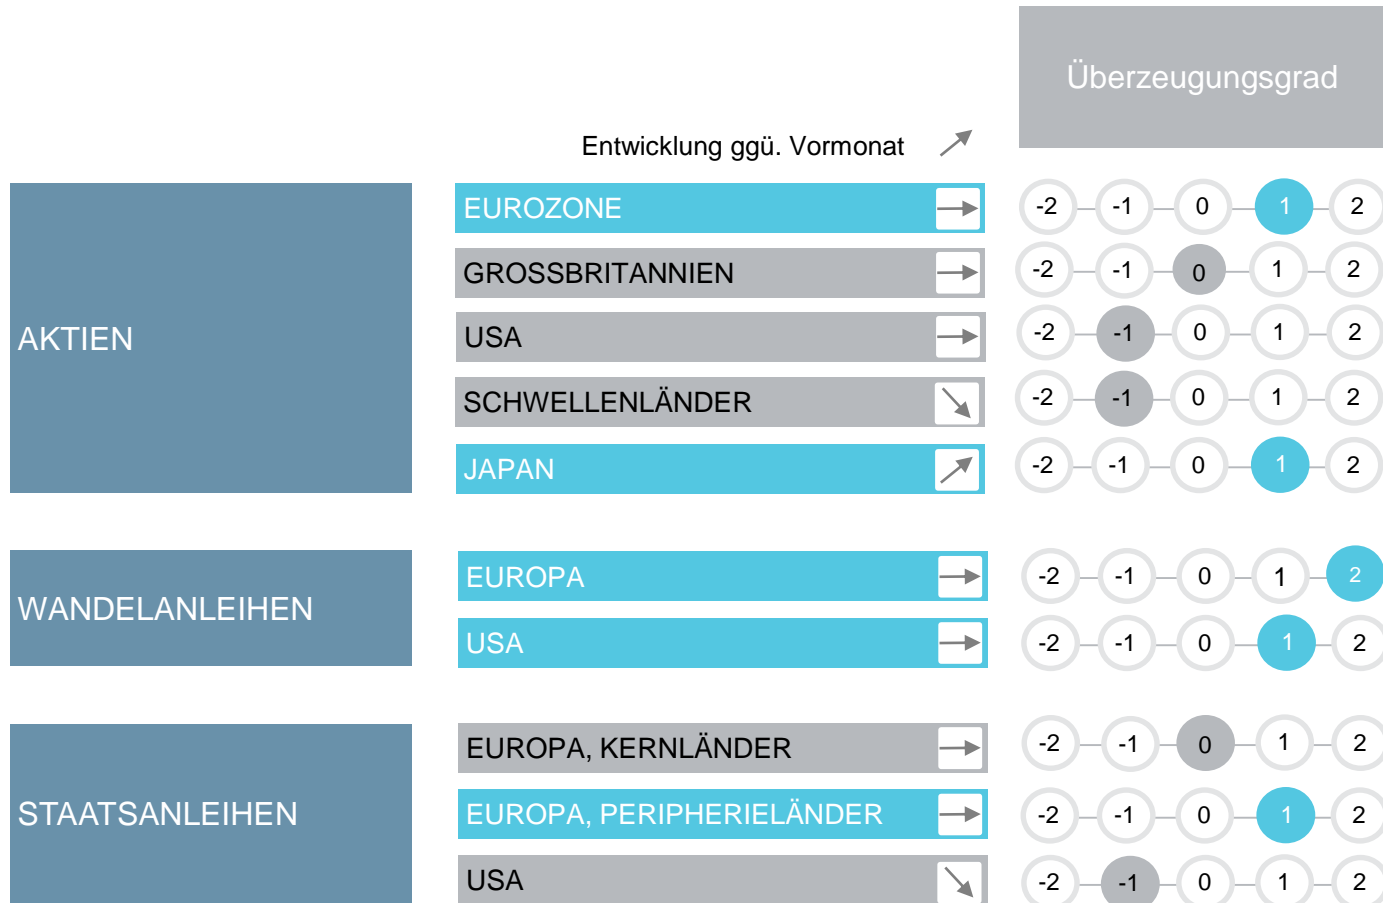 Überzeugungsgrad
Entwicklung ggü. Vormonat
AKTIEN
EUROZONE -2 -1 0 1 2
GROSSBRITANNIEN -2 -1 0 1 2
USA -2 -1 0 1 2
SCHWELLENLÄNDER -2 -1 0 1 2
JAPAN -2 -1 0 1 2
WANDELANLEIHEN
EUROPA -2 -1 0 1 2
USA -2 -1 0 1 2
STAATSANLEIHEN
EUROPA, KERNLÄNDER -2 -1 0 1 2
EUROPA, PERIPHERIELÄNDER -2 -1 0 1 2
USA -2 -1 0 1 2